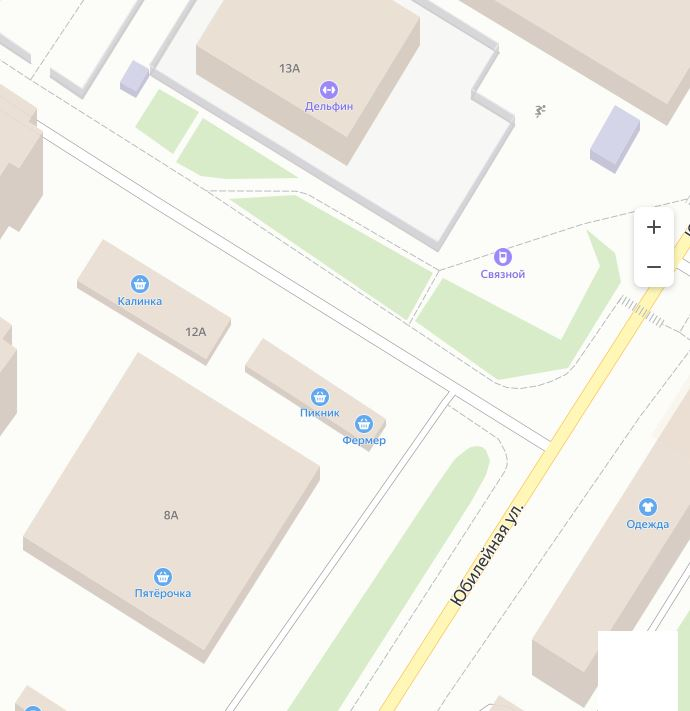 13А
Дельфин
Связной
Калинка
12А
Пикник
Фермер
8А
Одежда
Юбилейная ул.
Пятёрочка